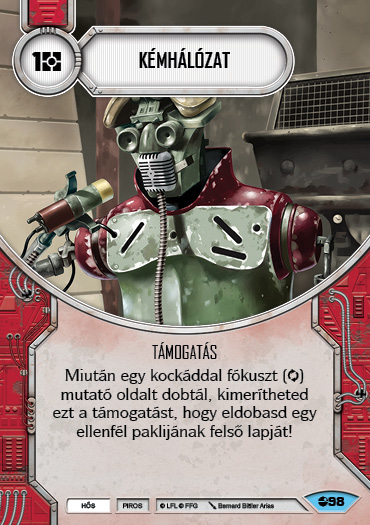 1
KÉMHÁLÓZAT
TÁMOGATÁS
Miután egy kockáddal fókuszt ()
mutató oldalt dobtál, kimerítheted
ezt a támogatást, hogy eldobasd egy
ellenfél paklijának felső lapját!
HŐS PIROS © LFL © FFG Bernard Bittler Arias 98